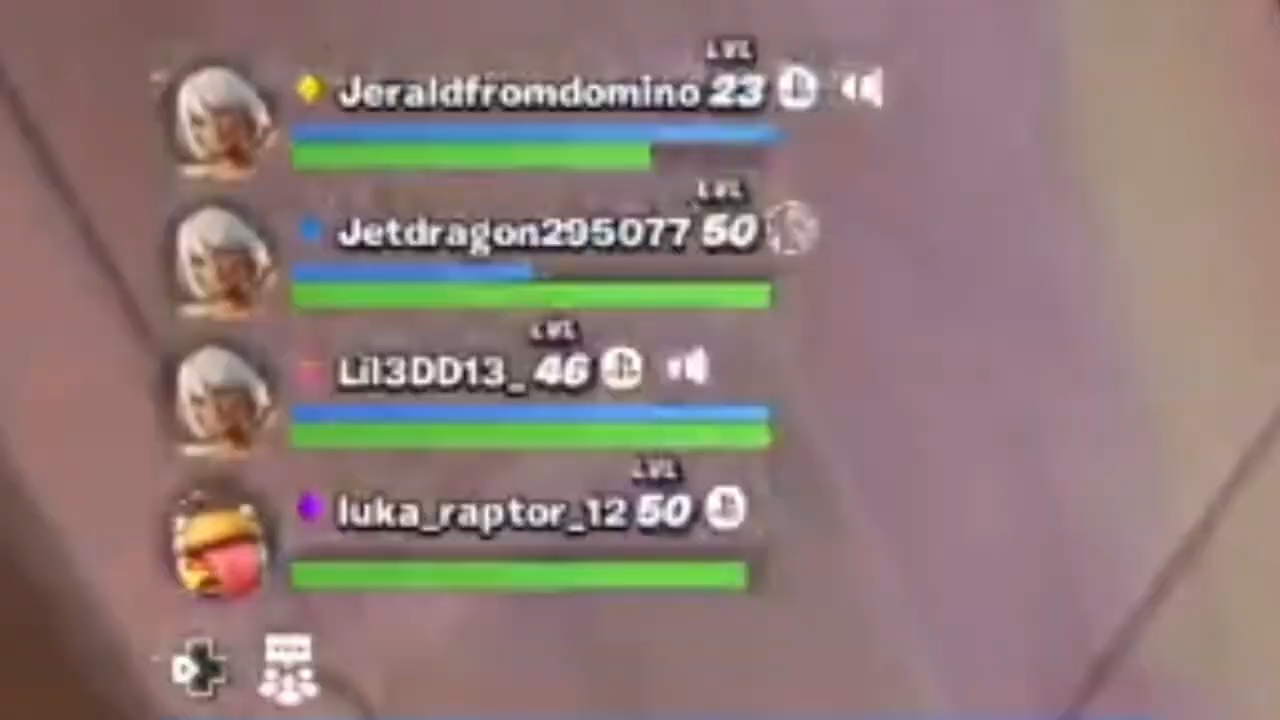 LVL
Jeraldfromdomino 23
LVL
Jetdragon295077 50
LVL
Lil3DD13_ 46
LVL
luka_raptor_12 50